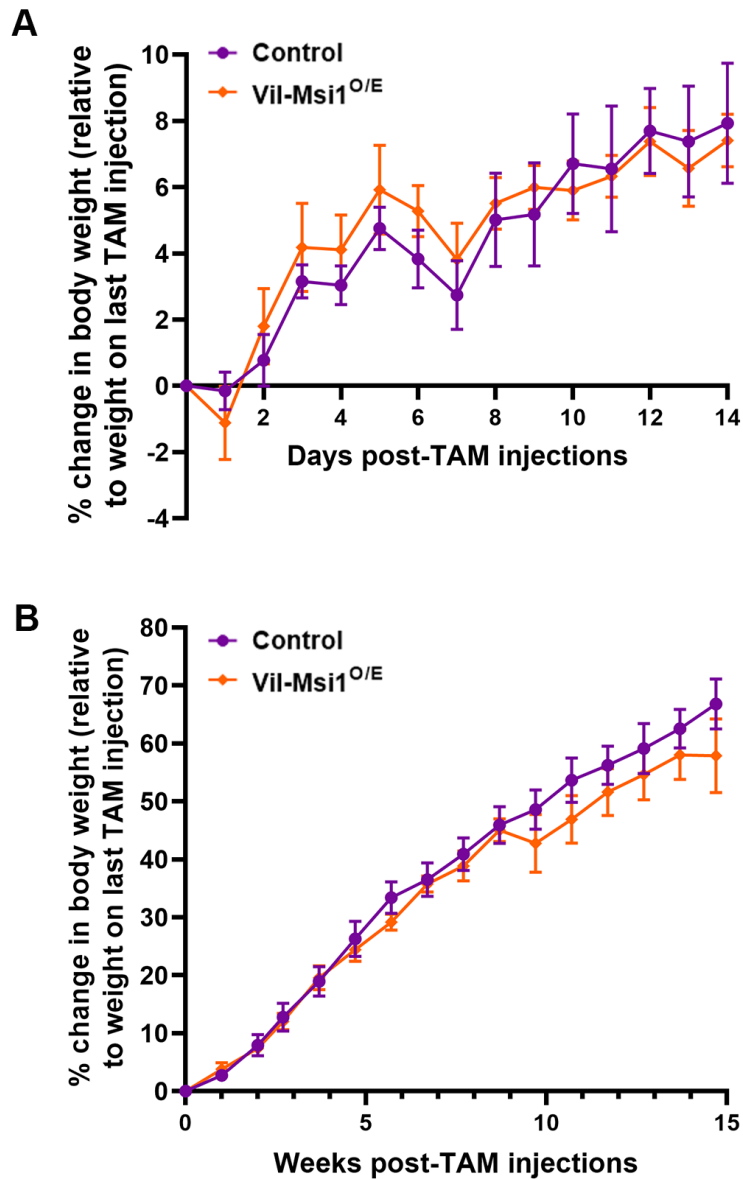 A
% change in body weight (relative
to weight on last TAM injection)
10
8
6
4
2
0
-2
-4
Control
Vil-Msi1^O/E
2 4 6 8 10 12 14
Days post-TAM injections
B
% change in body weight (relative
to weight on last TAM injection)
80
70
60
50
40
30
20
10
0
Control
Vil-Msi1^O/E
0 5 10 15
Weeks post-TAM injections